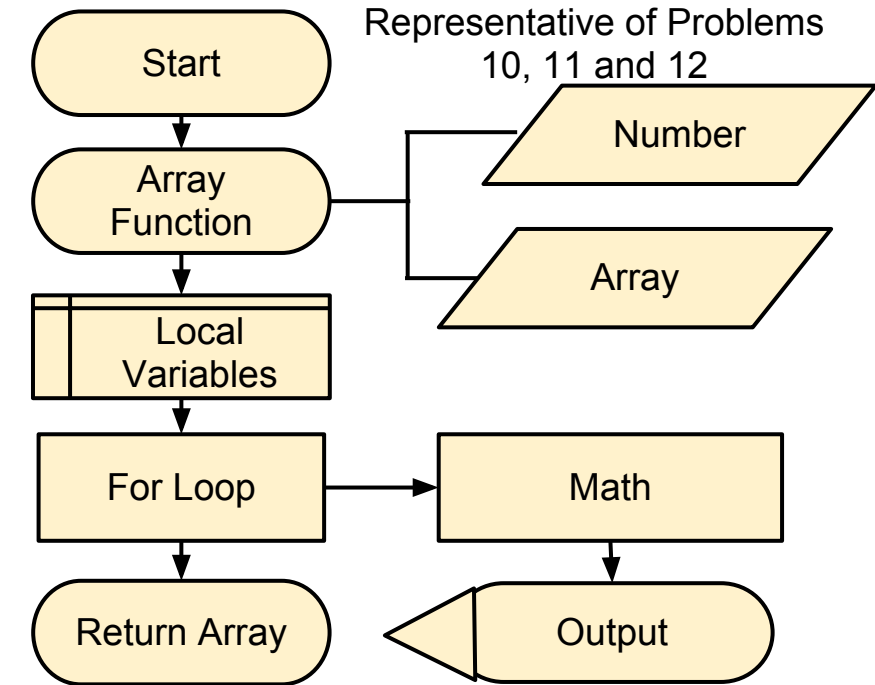 Representative of Problems
10, 11 and 12
Start
Number
Array
Function
Array
Local
Variables
For Loop
Math
Return Array
Output